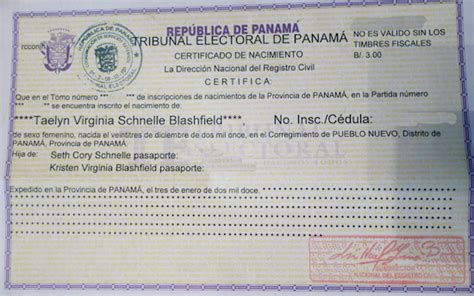 REPÚBLICA DE PANAMÁ
TRIBUNAL ELECTORAL DE PANAMÁ
NO ES VÁLIDO SIN LOS
TIMBRES FISCALES
B/. 3.00
CERTIFICADO DE NACIMIENTO
La Dirección Nacional del Registro Civil
CERTIFICA:
Que en el Tomo número *** de inscripciones de nacimientos de la Provincia de PANAMÁ, en la Partida número
*** se encuentra inscrito el nacimiento de:
****Taelyn Virginia Schnelle Blashfield**** No. Insc./Cédula:
de sexo femenino, nacida el veintitres de diciembre de dos mil once, en el Corregimiento de PUEBLO NUEVO, Distrito de
PANAMÁ, Provincia de PANAMÁ
Hija de: Seth Cory Schnelle pasaporte:
Kristen Virginia Blashfield pasaporte:
Expedido en la Provincia de PANAMÁ, el tres de enero de dos mil doce.
NACIONAL DEL REGISTRO CIVIL